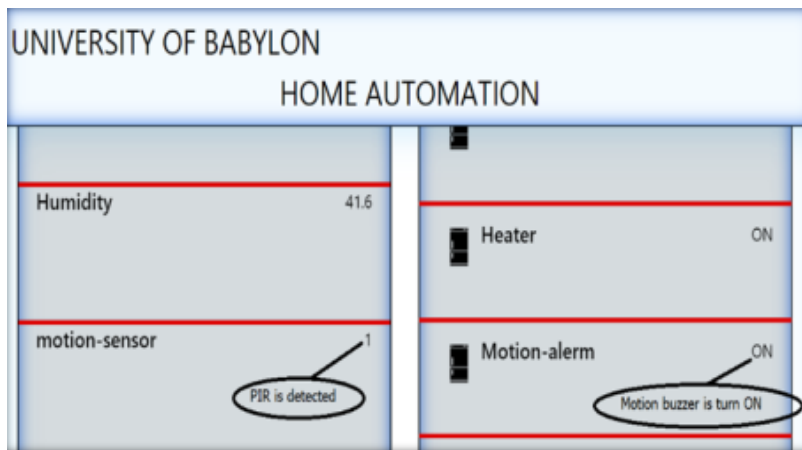 UNIVERSITY OF BABYLON
HOME AUTOMATION
Humidity 41.6
motion-sensor 1
PIR is detected
Heater ON
Motion-alerm ON
Motion buzzer is turn ON